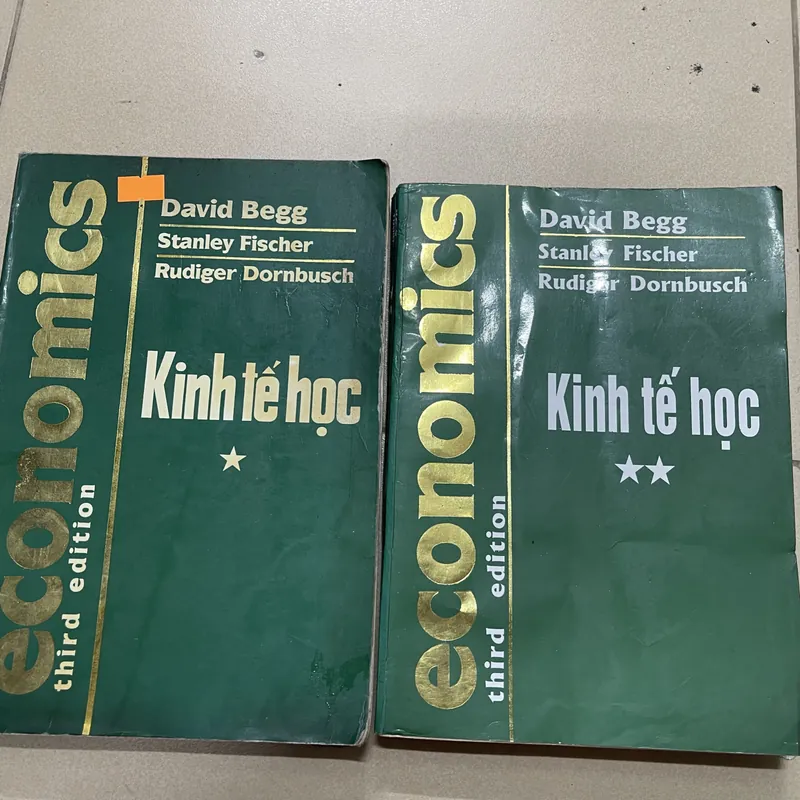 economics
third edition
David Begg
Stanley Fischer
Rudiger Dornbusch
Kinh tế học
★
economics
third edition
David Begg
Stanley Fischer
Rudiger Dornbusch
Kinh tế học
★★